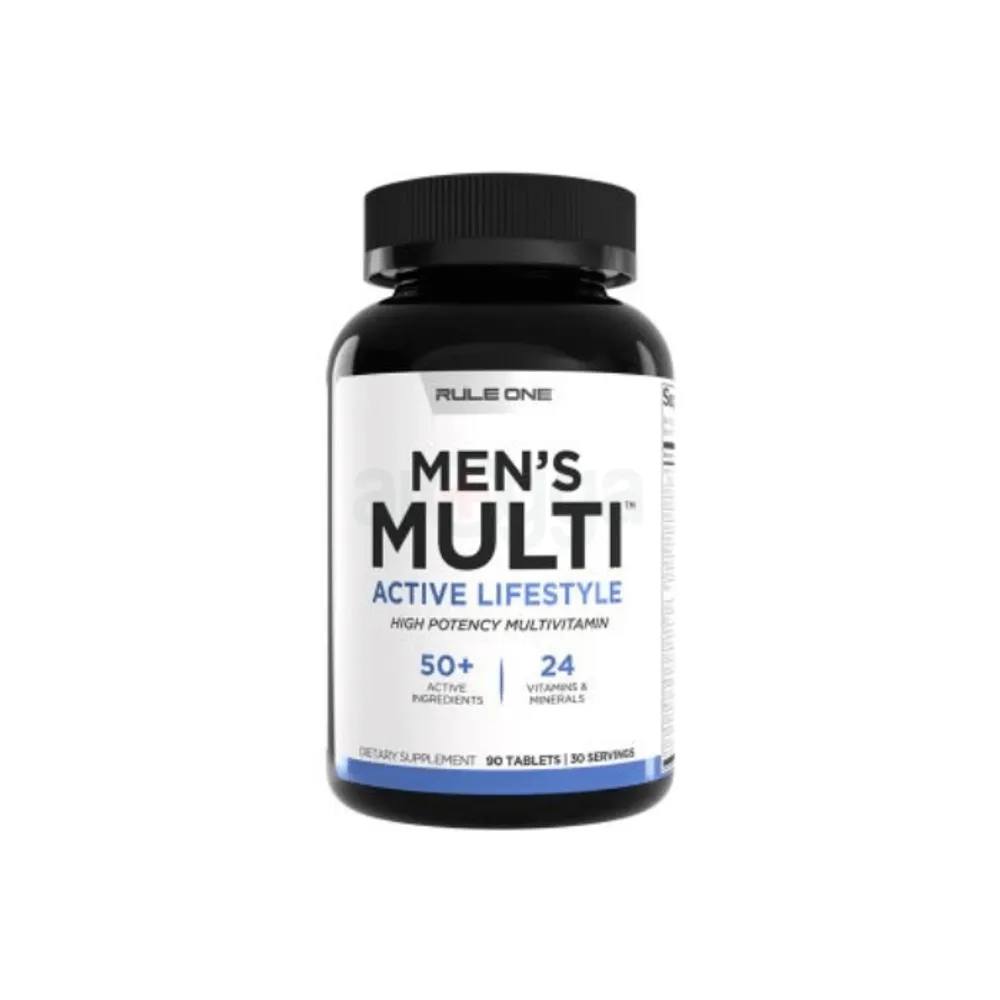 RULE ONE
MEN'S
MULTI™
ACTIVE LIFESTYLE
HIGH POTENCY MULTIVITAMIN
50+
ACTIVE
INGREDIENTS
24
VITAMINS &
MINERALS
DIETARY SUPPLEMENT 90 TABLETS | 30 SERVINGS